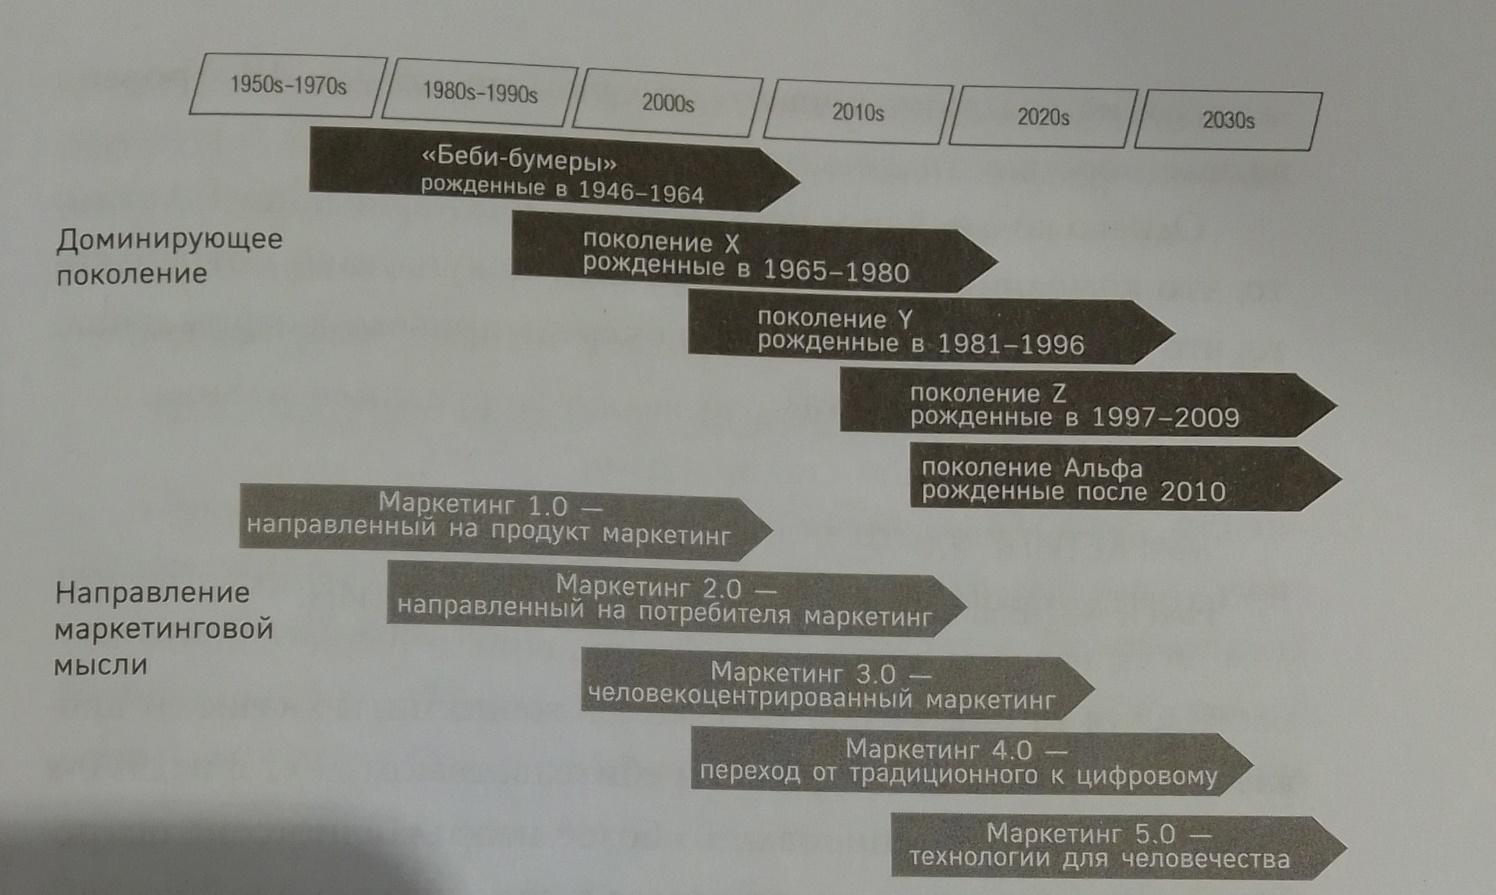 1950s–1970s
1980s–1990s
2000s
2010s
2020s
2030s
«Беби-бумеры»
рожденные в 1946–1964
Доминирующее
поколение
поколение X
рожденные в 1965–1980
поколение Y
рожденные в 1981–1996
поколение Z
рожденные в 1997–2009
поколение Альфа
рожденные после 2010
Направление
маркетинговой
мысли
Маркетинг 1.0 —
направленный на продукт маркетинг
Маркетинг 2.0 —
направленный на потребителя маркетинг
Маркетинг 3.0 —
человекоцентрированный маркетинг
Маркетинг 4.0 —
переход от традиционного к цифровому
Маркетинг 5.0 —
технологии для человечества